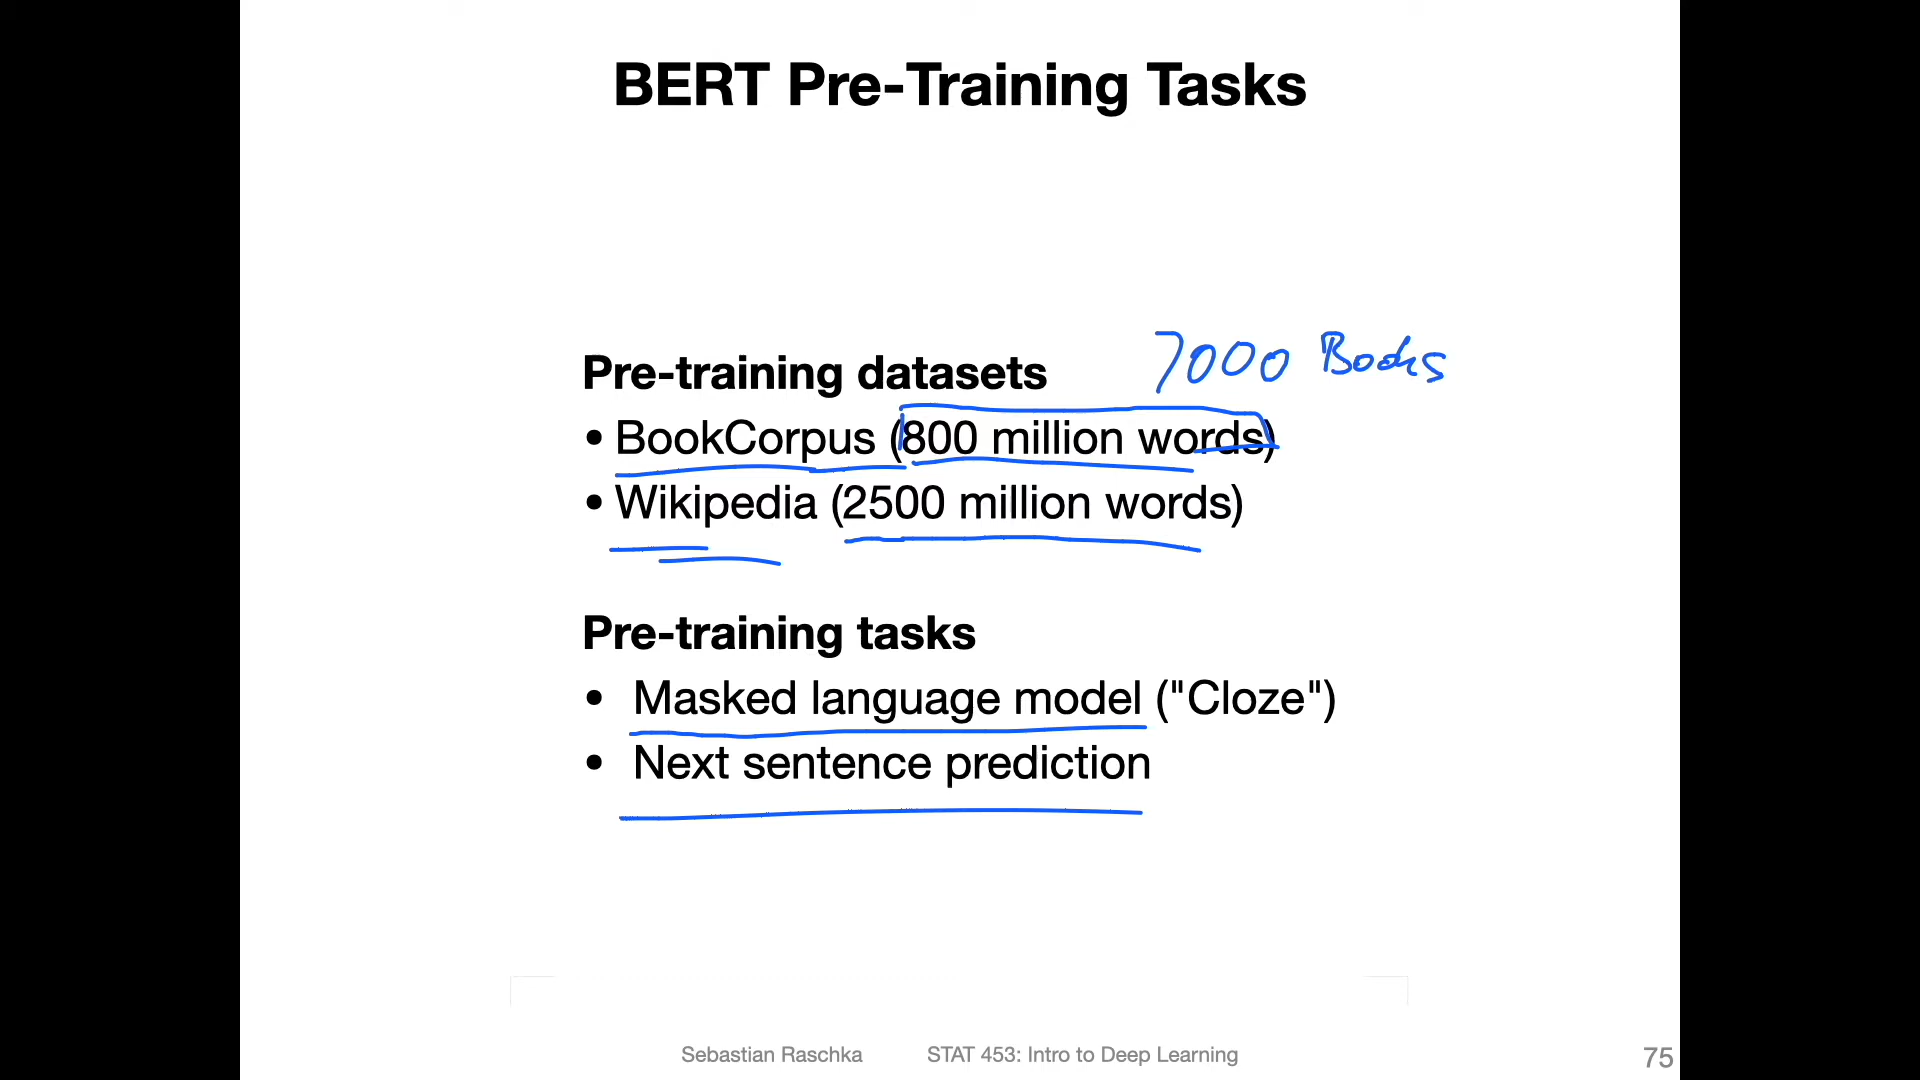 BERT Pre-Training Tasks
7000 Books
Pre-training datasets
• BookCorpus (800 million words)
• Wikipedia (2500 million words)
Pre-training tasks
• Masked language model ("Cloze")
• Next sentence prediction
Sebastian Raschka STAT 453: Intro to Deep Learning 75